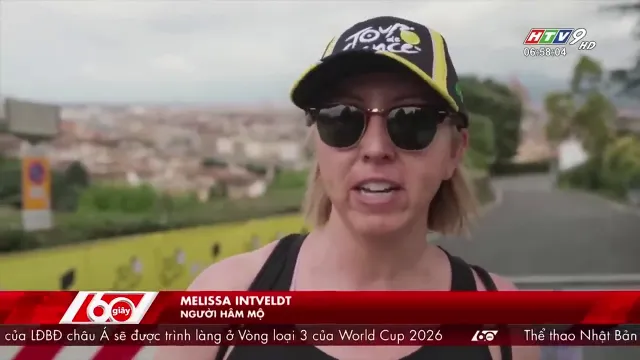 HTV9 HD
06:58:04
TOUR
DE
FRANCE
60 giây
MELISSA INTVELDT
NGƯỜI HÂM MỘ
của LĐBĐ châu Á sẽ được trình làng ở Vòng loại 3 của World Cup 2026 60 Thể thao Nhật Bản